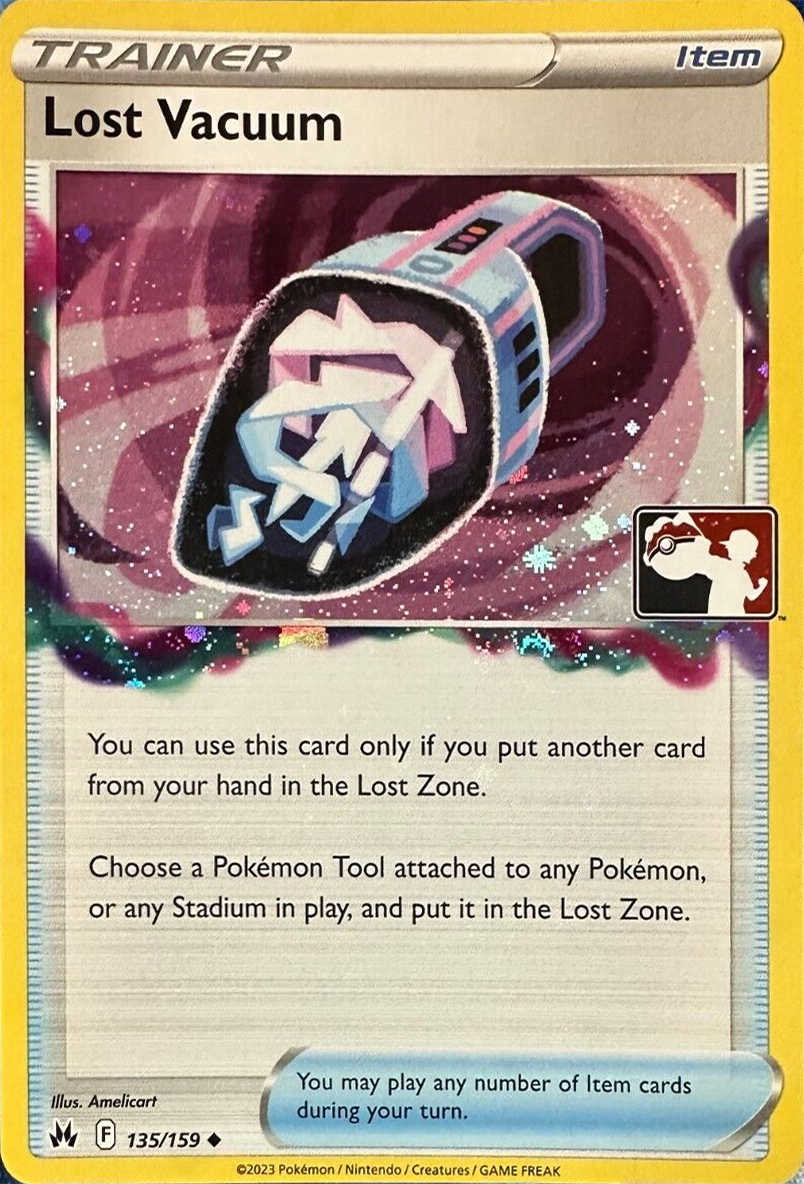 TRAINER
Item
Lost Vacuum
TM
You can use this card only if you put another card
from your hand in the Lost Zone.
Choose a Pokémon Tool attached to any Pokémon,
or any Stadium in play, and put it in the Lost Zone.
Illus. Amelicart
You may play any number of Item cards
during your turn.
F 135/159
©2023 Pokémon / Nintendo / Creatures / GAME FREAK